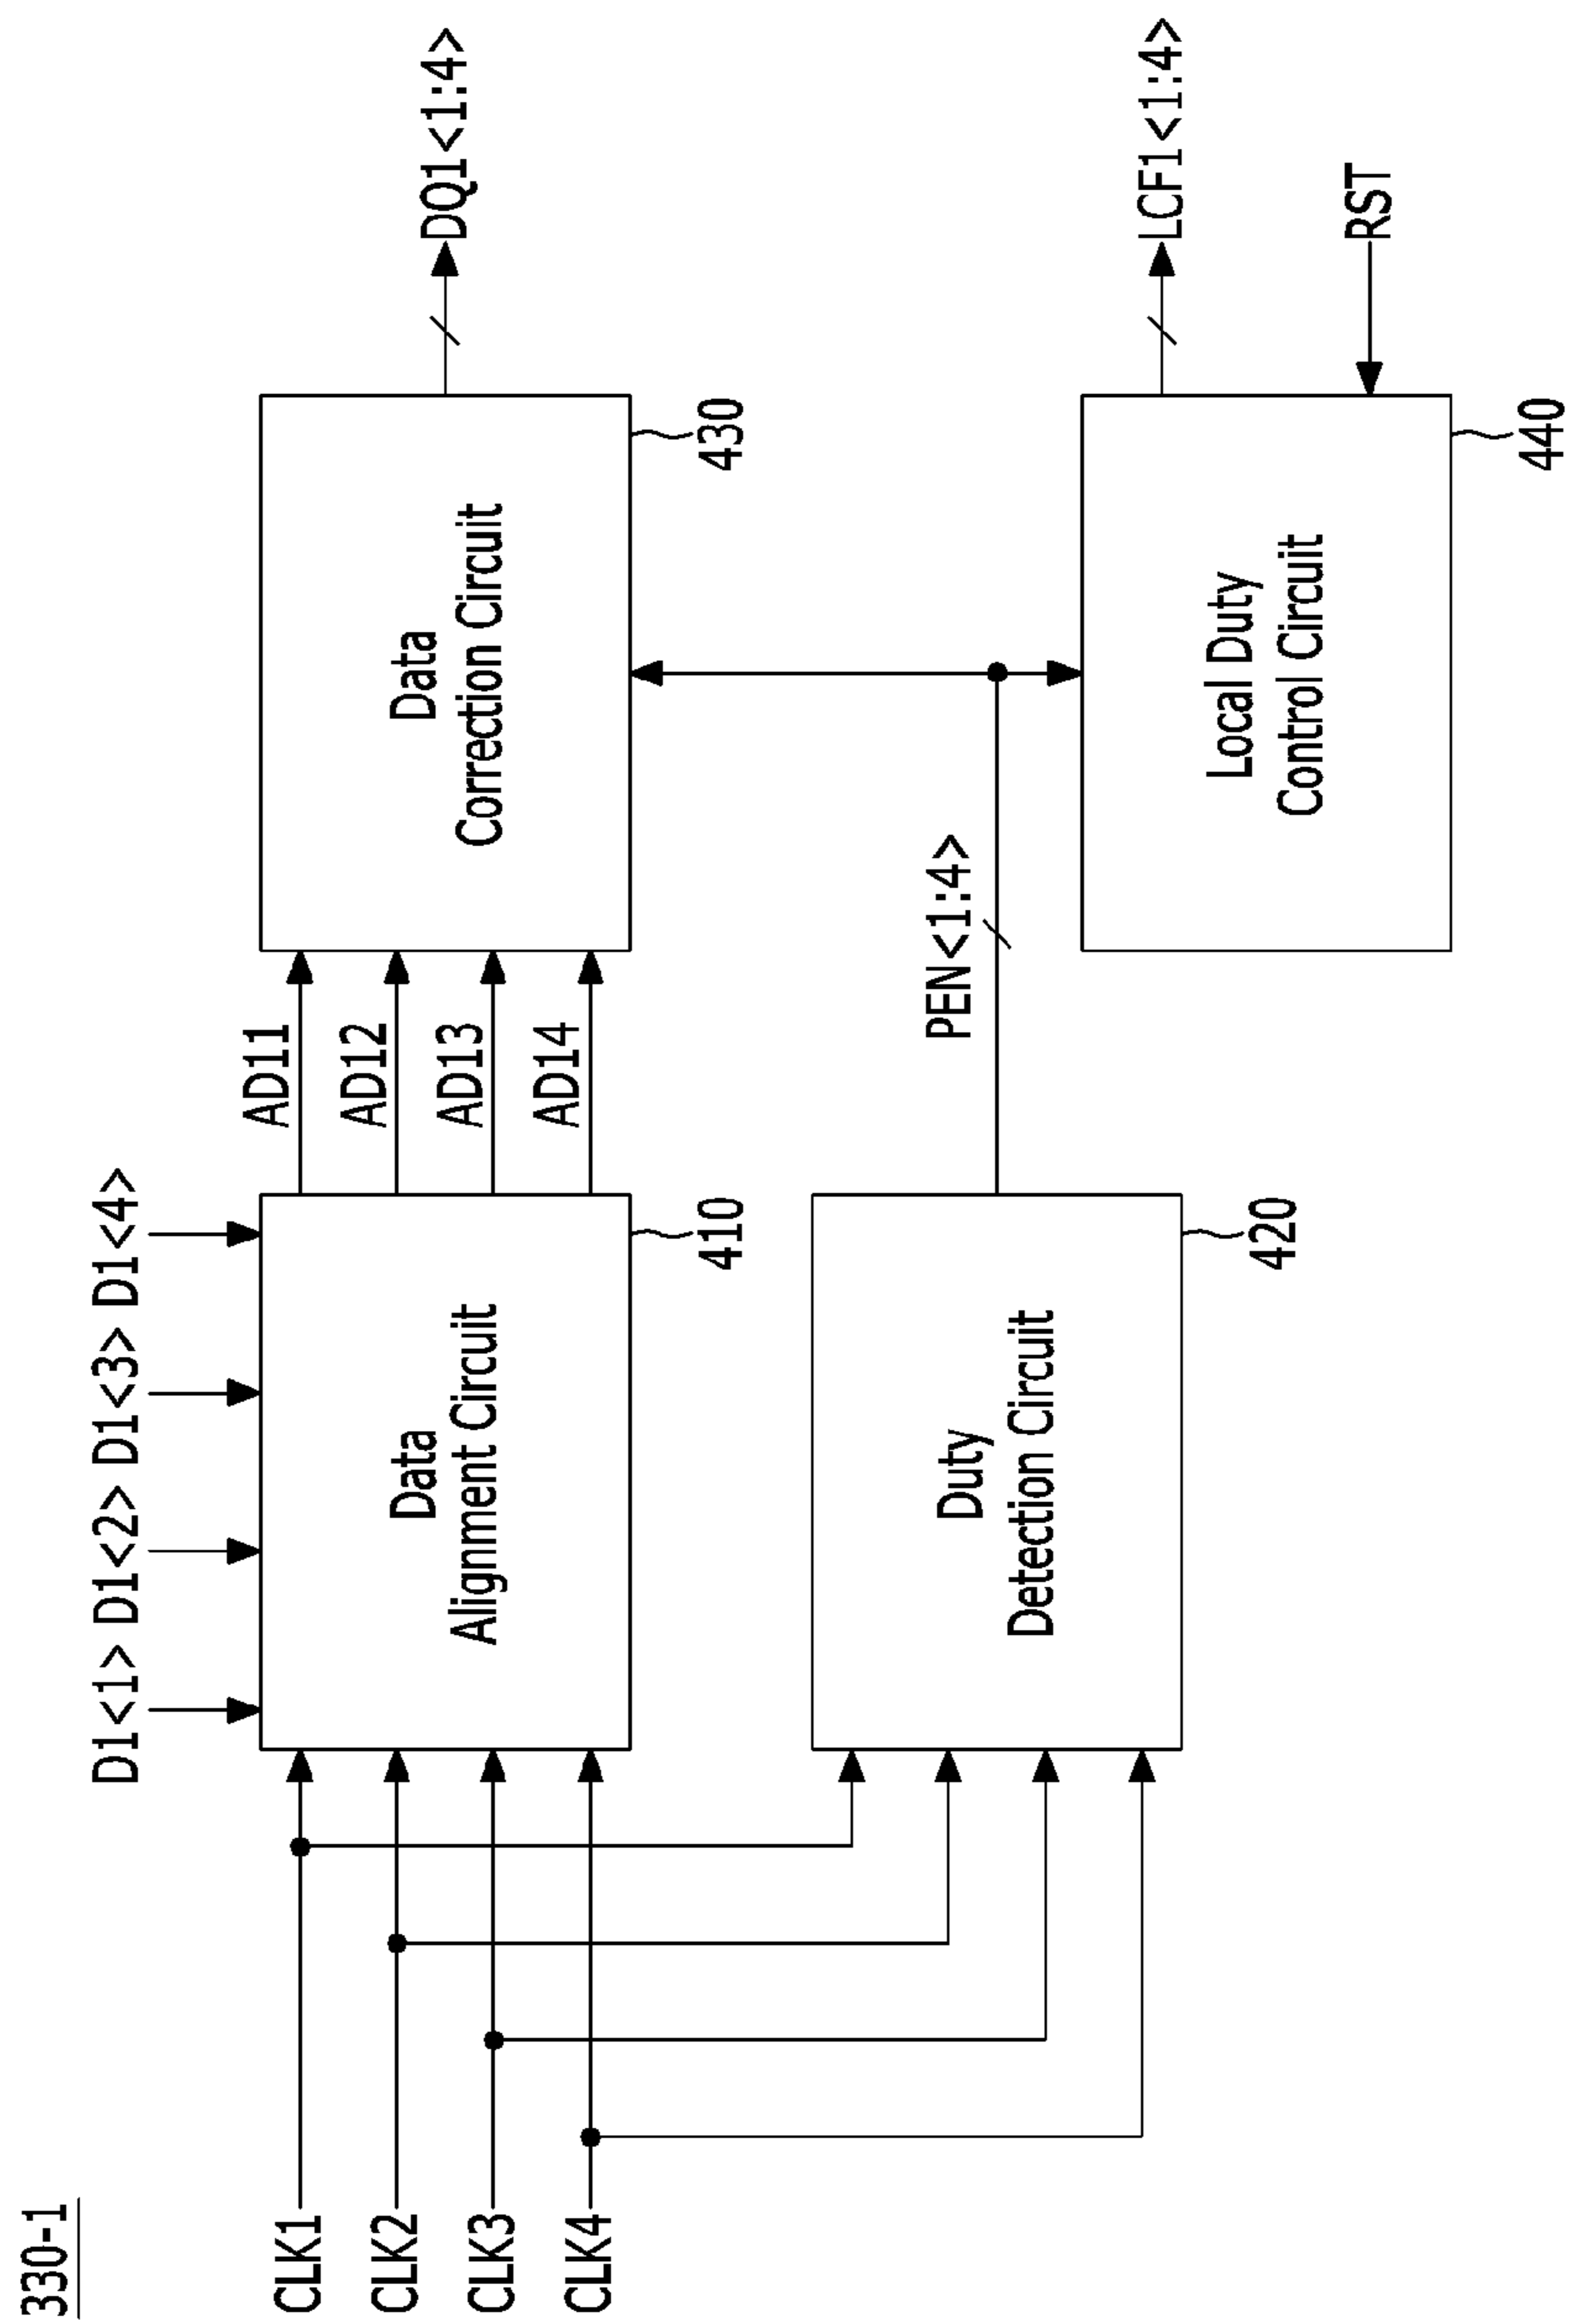 330-1
D1<1> D1<2> D1<3> D1<4>
CLK1
CLK2
CLK3
CLK4
Data
Alignment Circuit
410
AD11
AD12
AD13
AD14
Data
Correction Circuit
430
DQ1<1:4>
Duty
Detection Circuit
420
PEN<1:4>
Local Duty
Control Circuit
440
LCF1<1:4>
RST